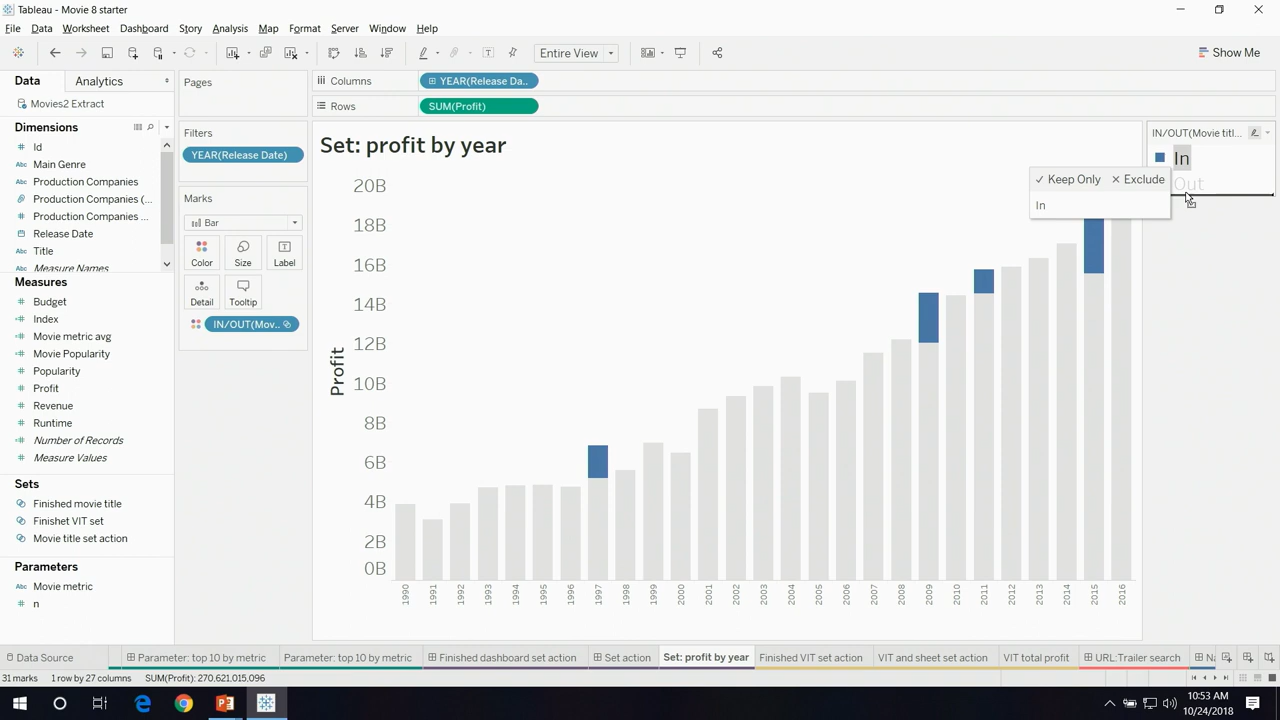 Tableau - Movie 8 starter
File Data Worksheet Dashboard Story Analysis Map Format Server Window Help
Entire View
Show Me
Data Analytics
Movies2 Extract
Dimensions
Id
Main Genre
Production Companies
Production Companies (...
Production Companies ...
Release Date
Title
Measure Names
Measures
Budget
Index
Movie metric avg
Movie Popularity
Popularity
Profit
Revenue
Runtime
Number of Records
Measure Values
Sets
Finished movie title
Finishet VIT set
Movie title set action
Parameters
Movie metric
n
Pages
Filters
YEAR(Release Date)
Marks
Bar
Color Size Label
Detail Tooltip
IN/OUT(Mov..
Columns YEAR(Release Da..
Rows SUM(Profit)
Set: profit by year
Profit
20B
18B
16B
14B
12B
10B
8B
6B
4B
2B
0B
1990 1991 1992 1993 1994 1995 1996 1997 1998 1999 2000 2001 2002 2003 2004 2005 2006 2007 2008 2009 2010 2011 2012 2013 2014 2015 2016
IN/OUT(Movie titl...
In
Out
Keep Only Exclude
In
Data Source Parameter: top 10 by metric Parameter: top 10 by metric Finished dashboard set action Set action Set: profit by year Finished VIT set action VIT and sheet set action VIT total profit URL:Trailer search
31 marks 1 row by 27 columns SUM(Profit): 270.621.015.096
10:53 AM
10/24/2018